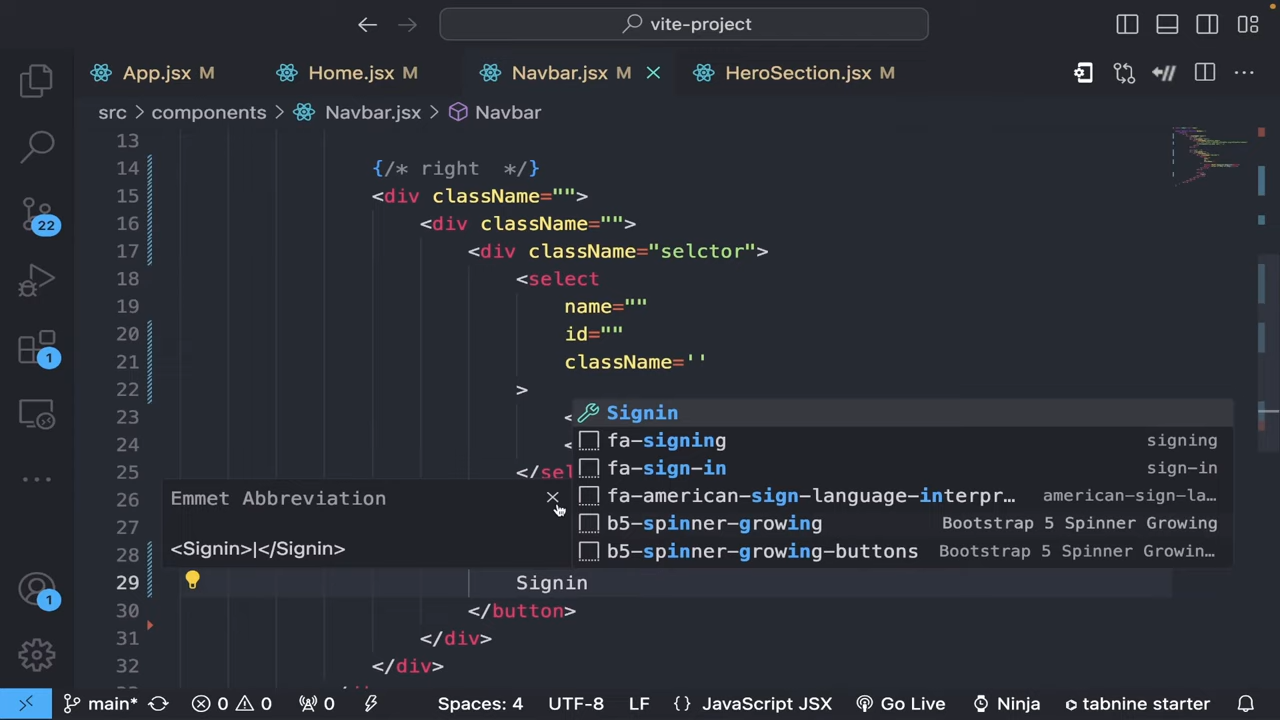 vite-project
App.jsx M
Home.jsx M
Navbar.jsx M
HeroSection.jsx M
src > components > Navbar.jsx > Navbar
13
14 {/* right */}
15 <div className="">
16 <div className="">
17 <div className="selctor">
18 <select
19 name=""
20 id=""
21 className=''
22 >
23 <
24 <
25 </sel
26
27
28
29 Signin
30 </button>
31 </div>
32 </div>
Emmet Abbreviation
<Signin>|</Signin>
Signin
fa-signing signing
fa-sign-in sign-in
fa-american-sign-language-interpr... american-sign-la...
b5-spinner-growing Bootstrap 5 Spinner Growing
b5-spinner-growing-buttons Bootstrap 5 Spinner Growin...
22
1
1
main* 0 0 0 Spaces: 4 UTF-8 LF {} JavaScript JSX Go Live Ninja tabnine starter